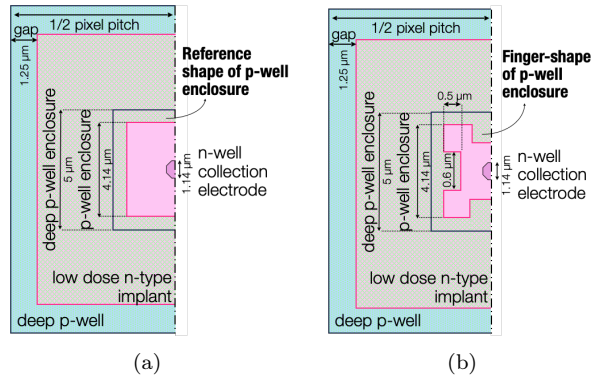 1/2 pixel pitch
gap
1.25 µm
Reference
shape of p-well
enclosure
deep p-well enclosure
5 µm
p-well enclosure
4.14 µm
1.14 µm
n-well
collection
electrode
low dose n-type
implant
deep p-well
(a)
1/2 pixel pitch
gap
1.25 µm
Finger-shape
of p-well
enclosure
0.5 µm
deep p-well enclosure
5 µm
p-well enclosure
4.14 µm
0.6 µm
1.14 µm
n-well
collection
electrode
low dose n-type
implant
deep p-well
(b)